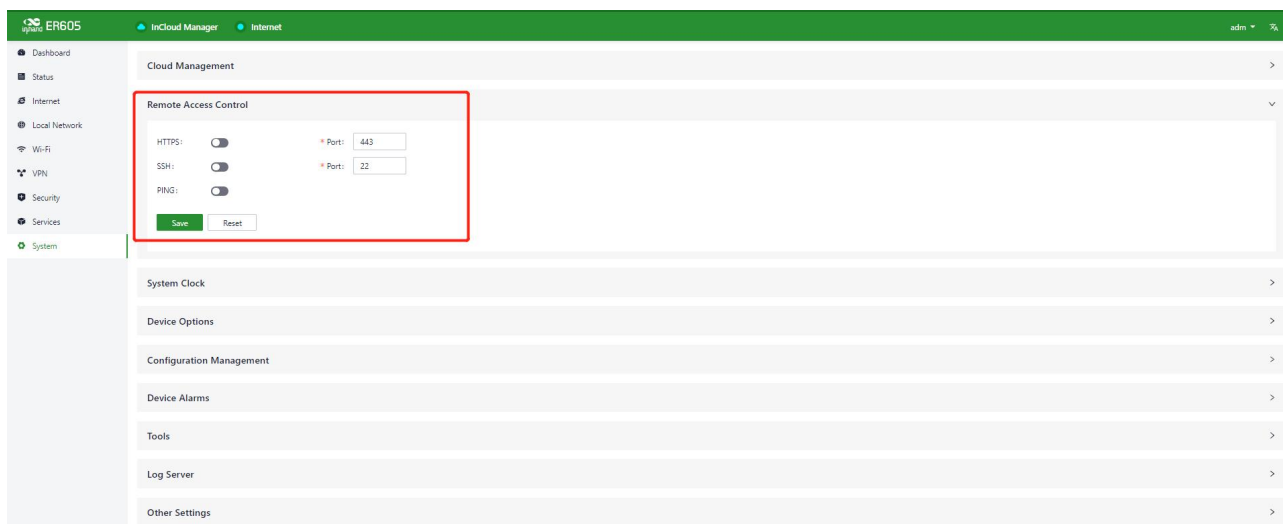 inhand ER605 InCloud Manager Internet adm
Dashboard
Status
Internet
Local Network
Wi-Fi
VPN
Security
Services
System
Cloud Management
Remote Access Control
HTTPS: * Port: 443
SSH: * Port: 22
PING:
Save Reset
System Clock
Device Options
Configuration Management
Device Alarms
Tools
Log Server
Other Settings